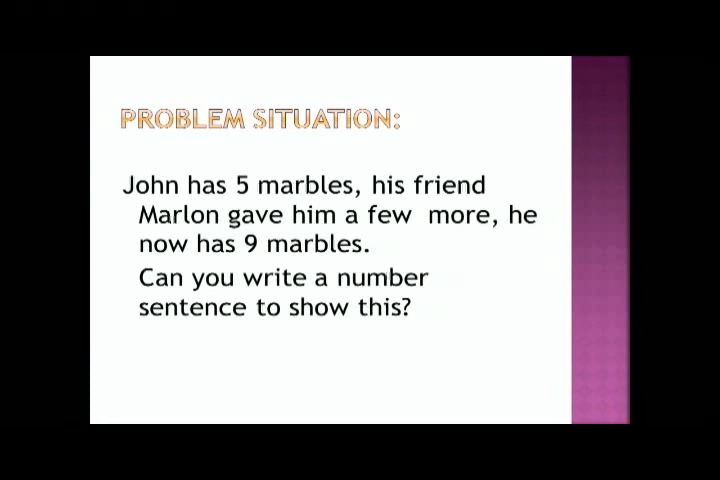 PROBLEM SITUATION:
John has 5 marbles, his friend
Marlon gave him a few more, he
now has 9 marbles.
Can you write a number
sentence to show this?